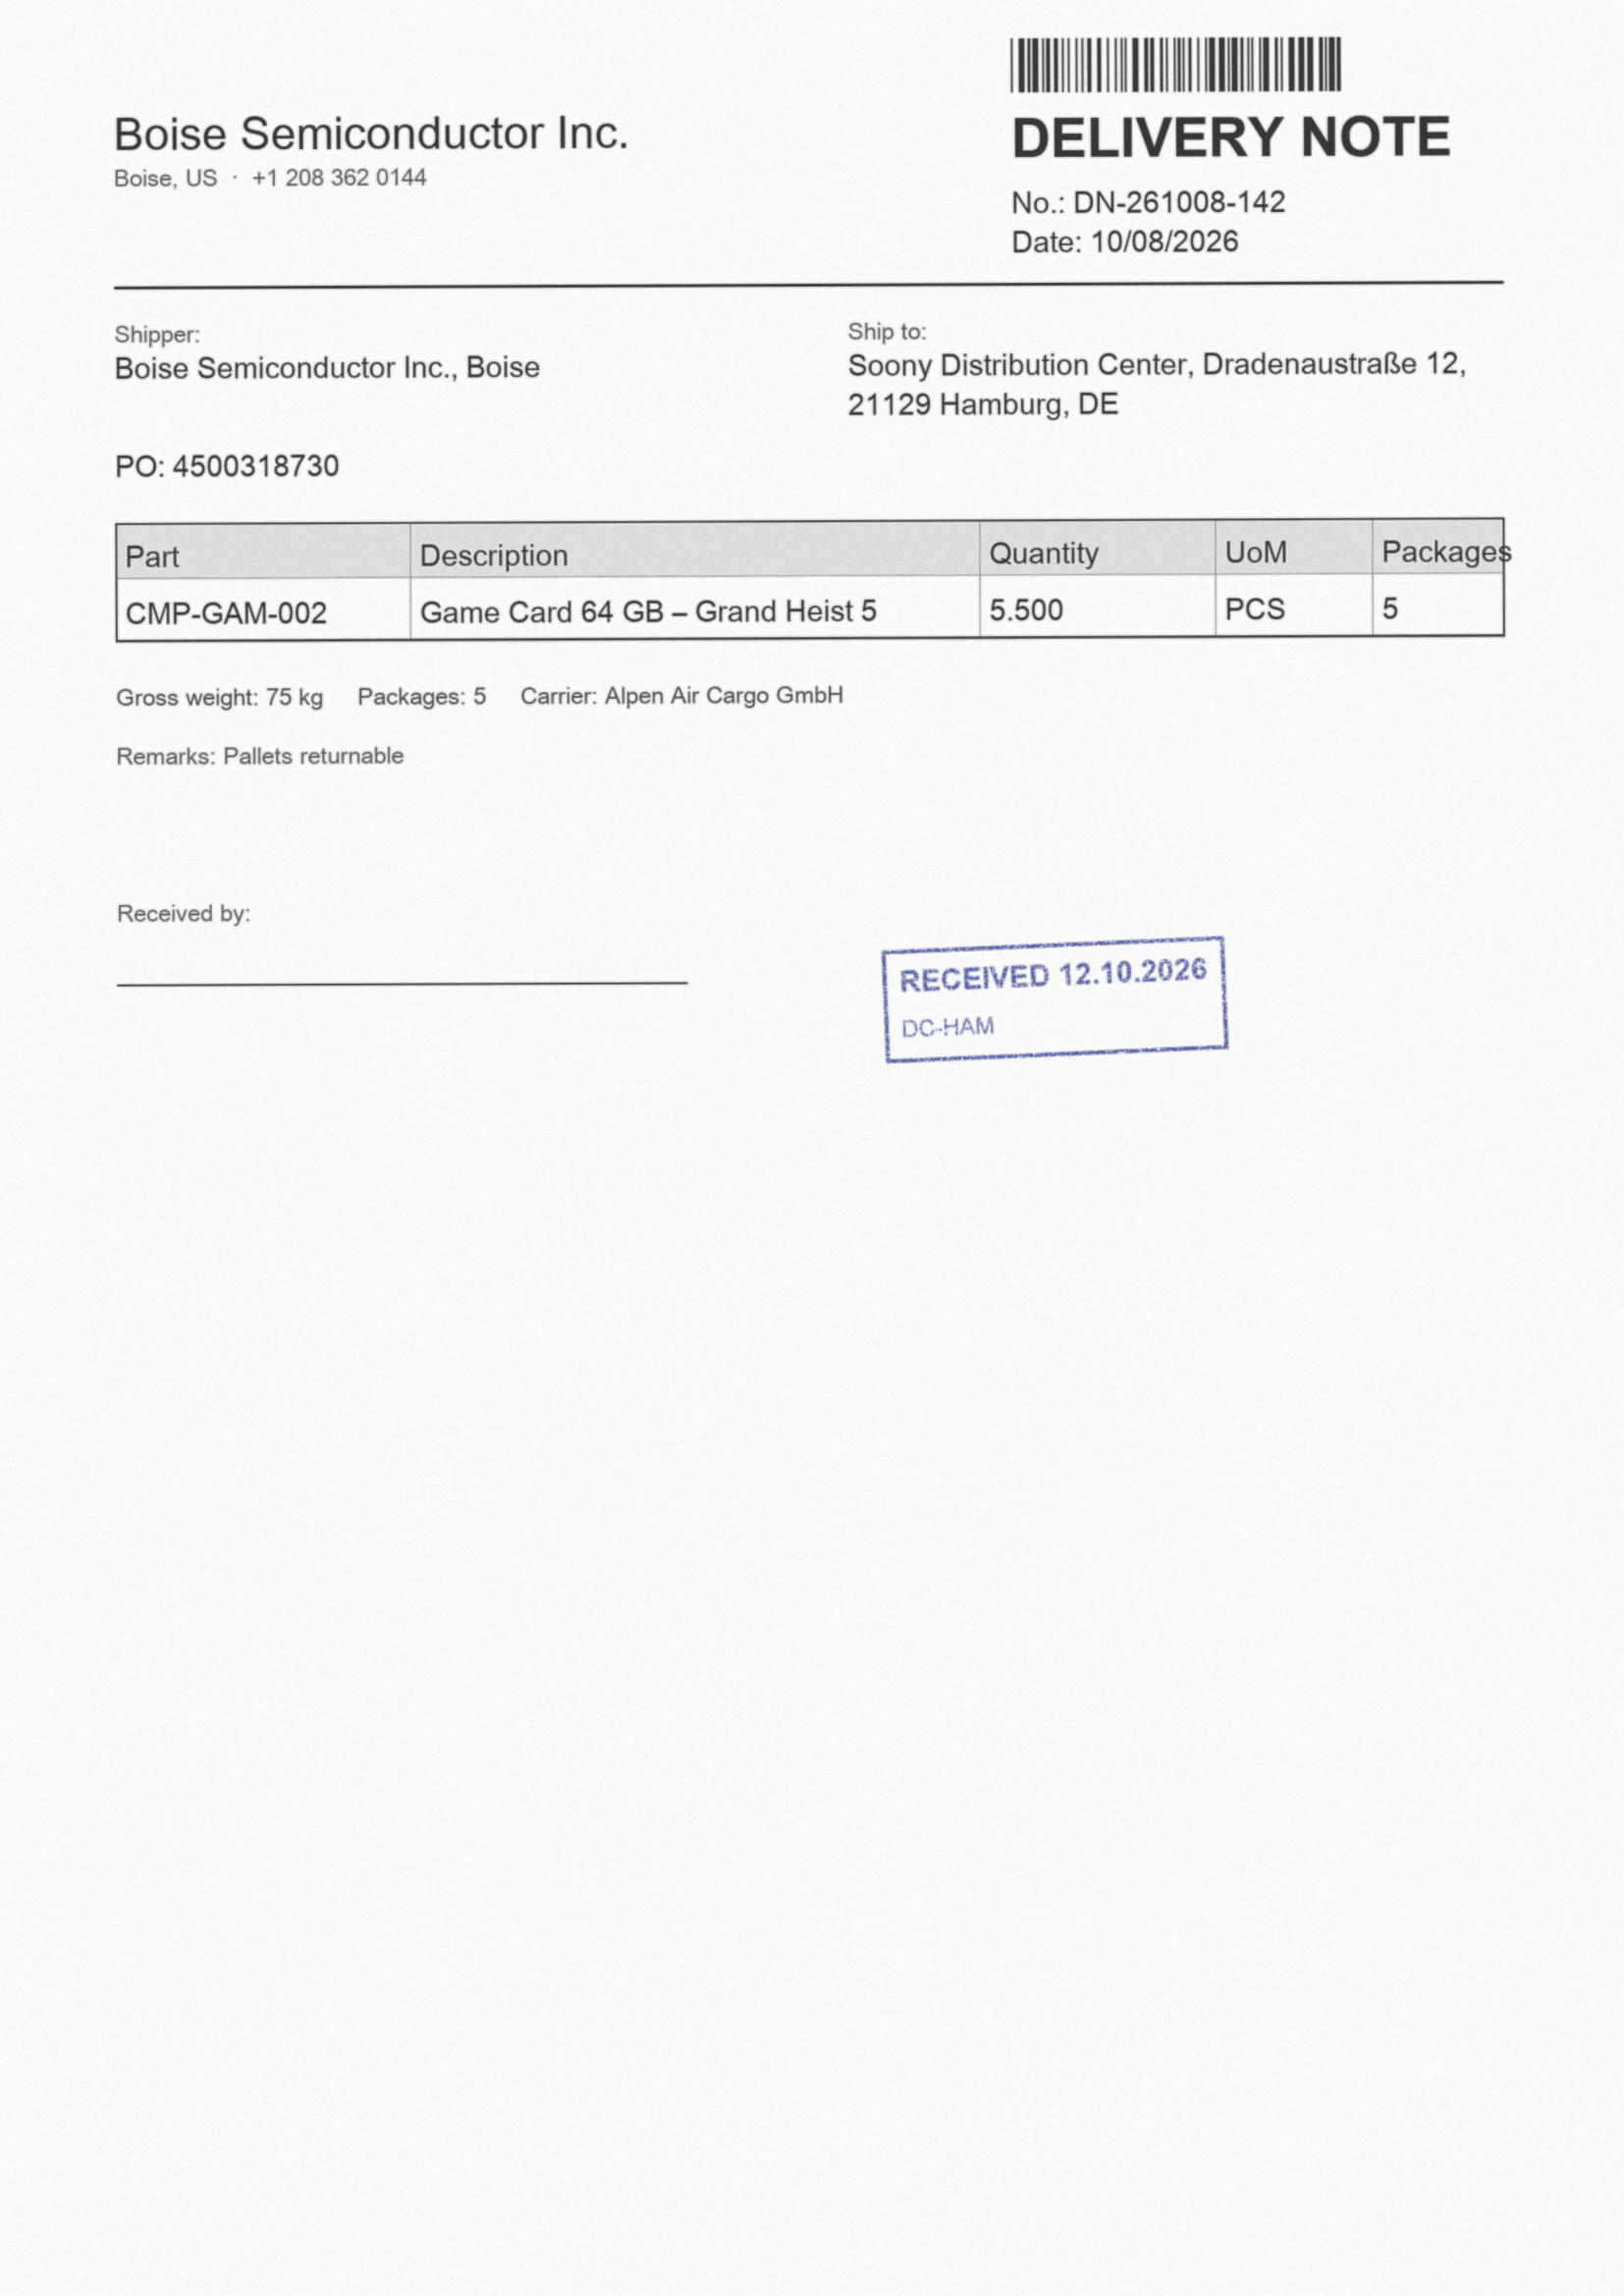 Boise Semiconductor Inc.
Boise, US · +1 208 362 0144
DELIVERY NOTE
No.: DN-261008-142
Date: 10/08/2026
Shipper:
Boise Semiconductor Inc., Boise
Ship to:
Soony Distribution Center, Dradenaustraße 12,
21129 Hamburg, DE
PO: 4500318730
Part Description Quantity UoM Packages
CMP-GAM-002 Game Card 64 GB – Grand Heist 5 5.500 PCS 5
Gross weight: 75 kg Packages: 5 Carrier: Alpen Air Cargo GmbH
Remarks: Pallets returnable
Received by:
RECEIVED 12.10.2026
DC-HAM